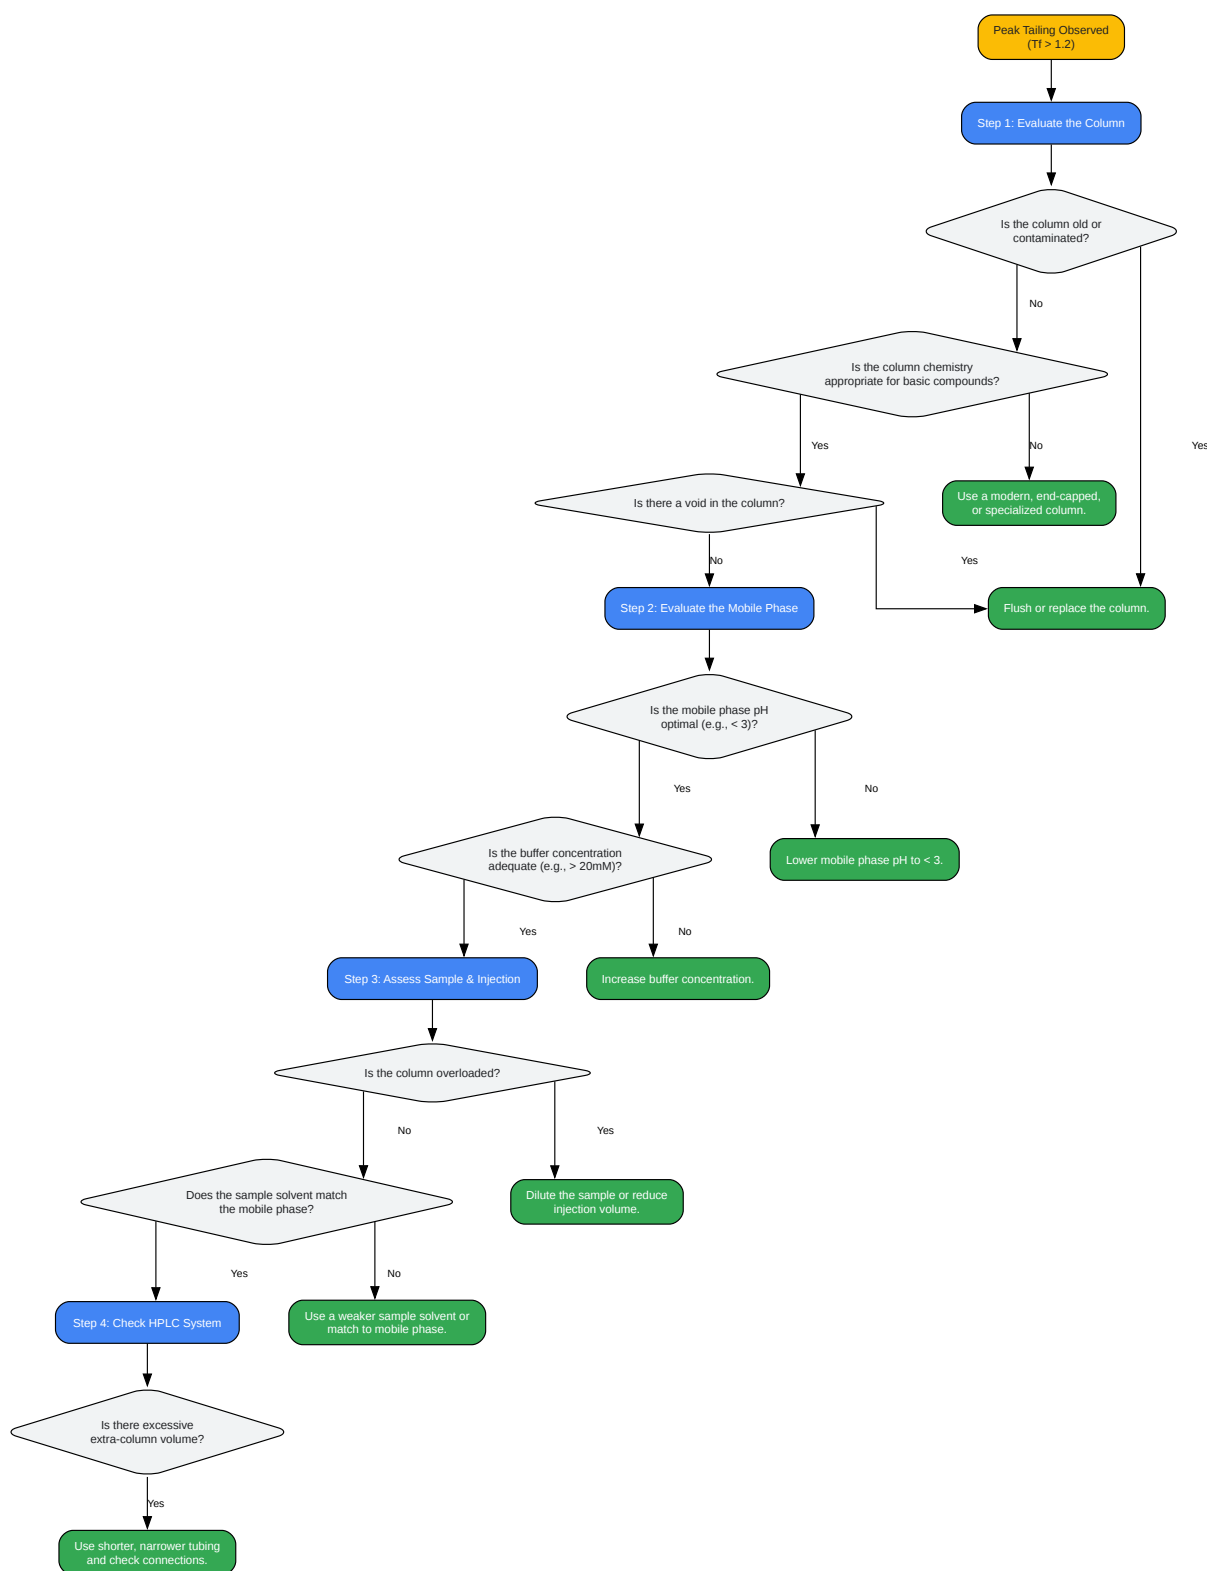 Peak Tailing Observed
(Tf > 1.2)
Step 1: Evaluate the Column
Is the column old or
contaminated?
No
Is the column chemistry
appropriate for basic compounds?
Yes
No
Yes
Is there a void in the column?
Use a modern, end-capped,
or specialized column.
No
Yes
Step 2: Evaluate the Mobile Phase
Flush or replace the column.
Is the mobile phase pH
optimal (e.g., < 3)?
Yes
No
Is the buffer concentration
adequate (e.g., > 20mM)?
Lower mobile phase pH to < 3.
Yes
No
Step 3: Assess Sample & Injection
Increase buffer concentration.
Is the column overloaded?
No
Yes
Does the sample solvent match
the mobile phase?
Dilute the sample or reduce
injection volume.
Yes
No
Step 4: Check HPLC System
Use a weaker sample solvent or
match to mobile phase.
Is there excessive
extra-column volume?
Yes
Use shorter, narrower tubing
and check connections.